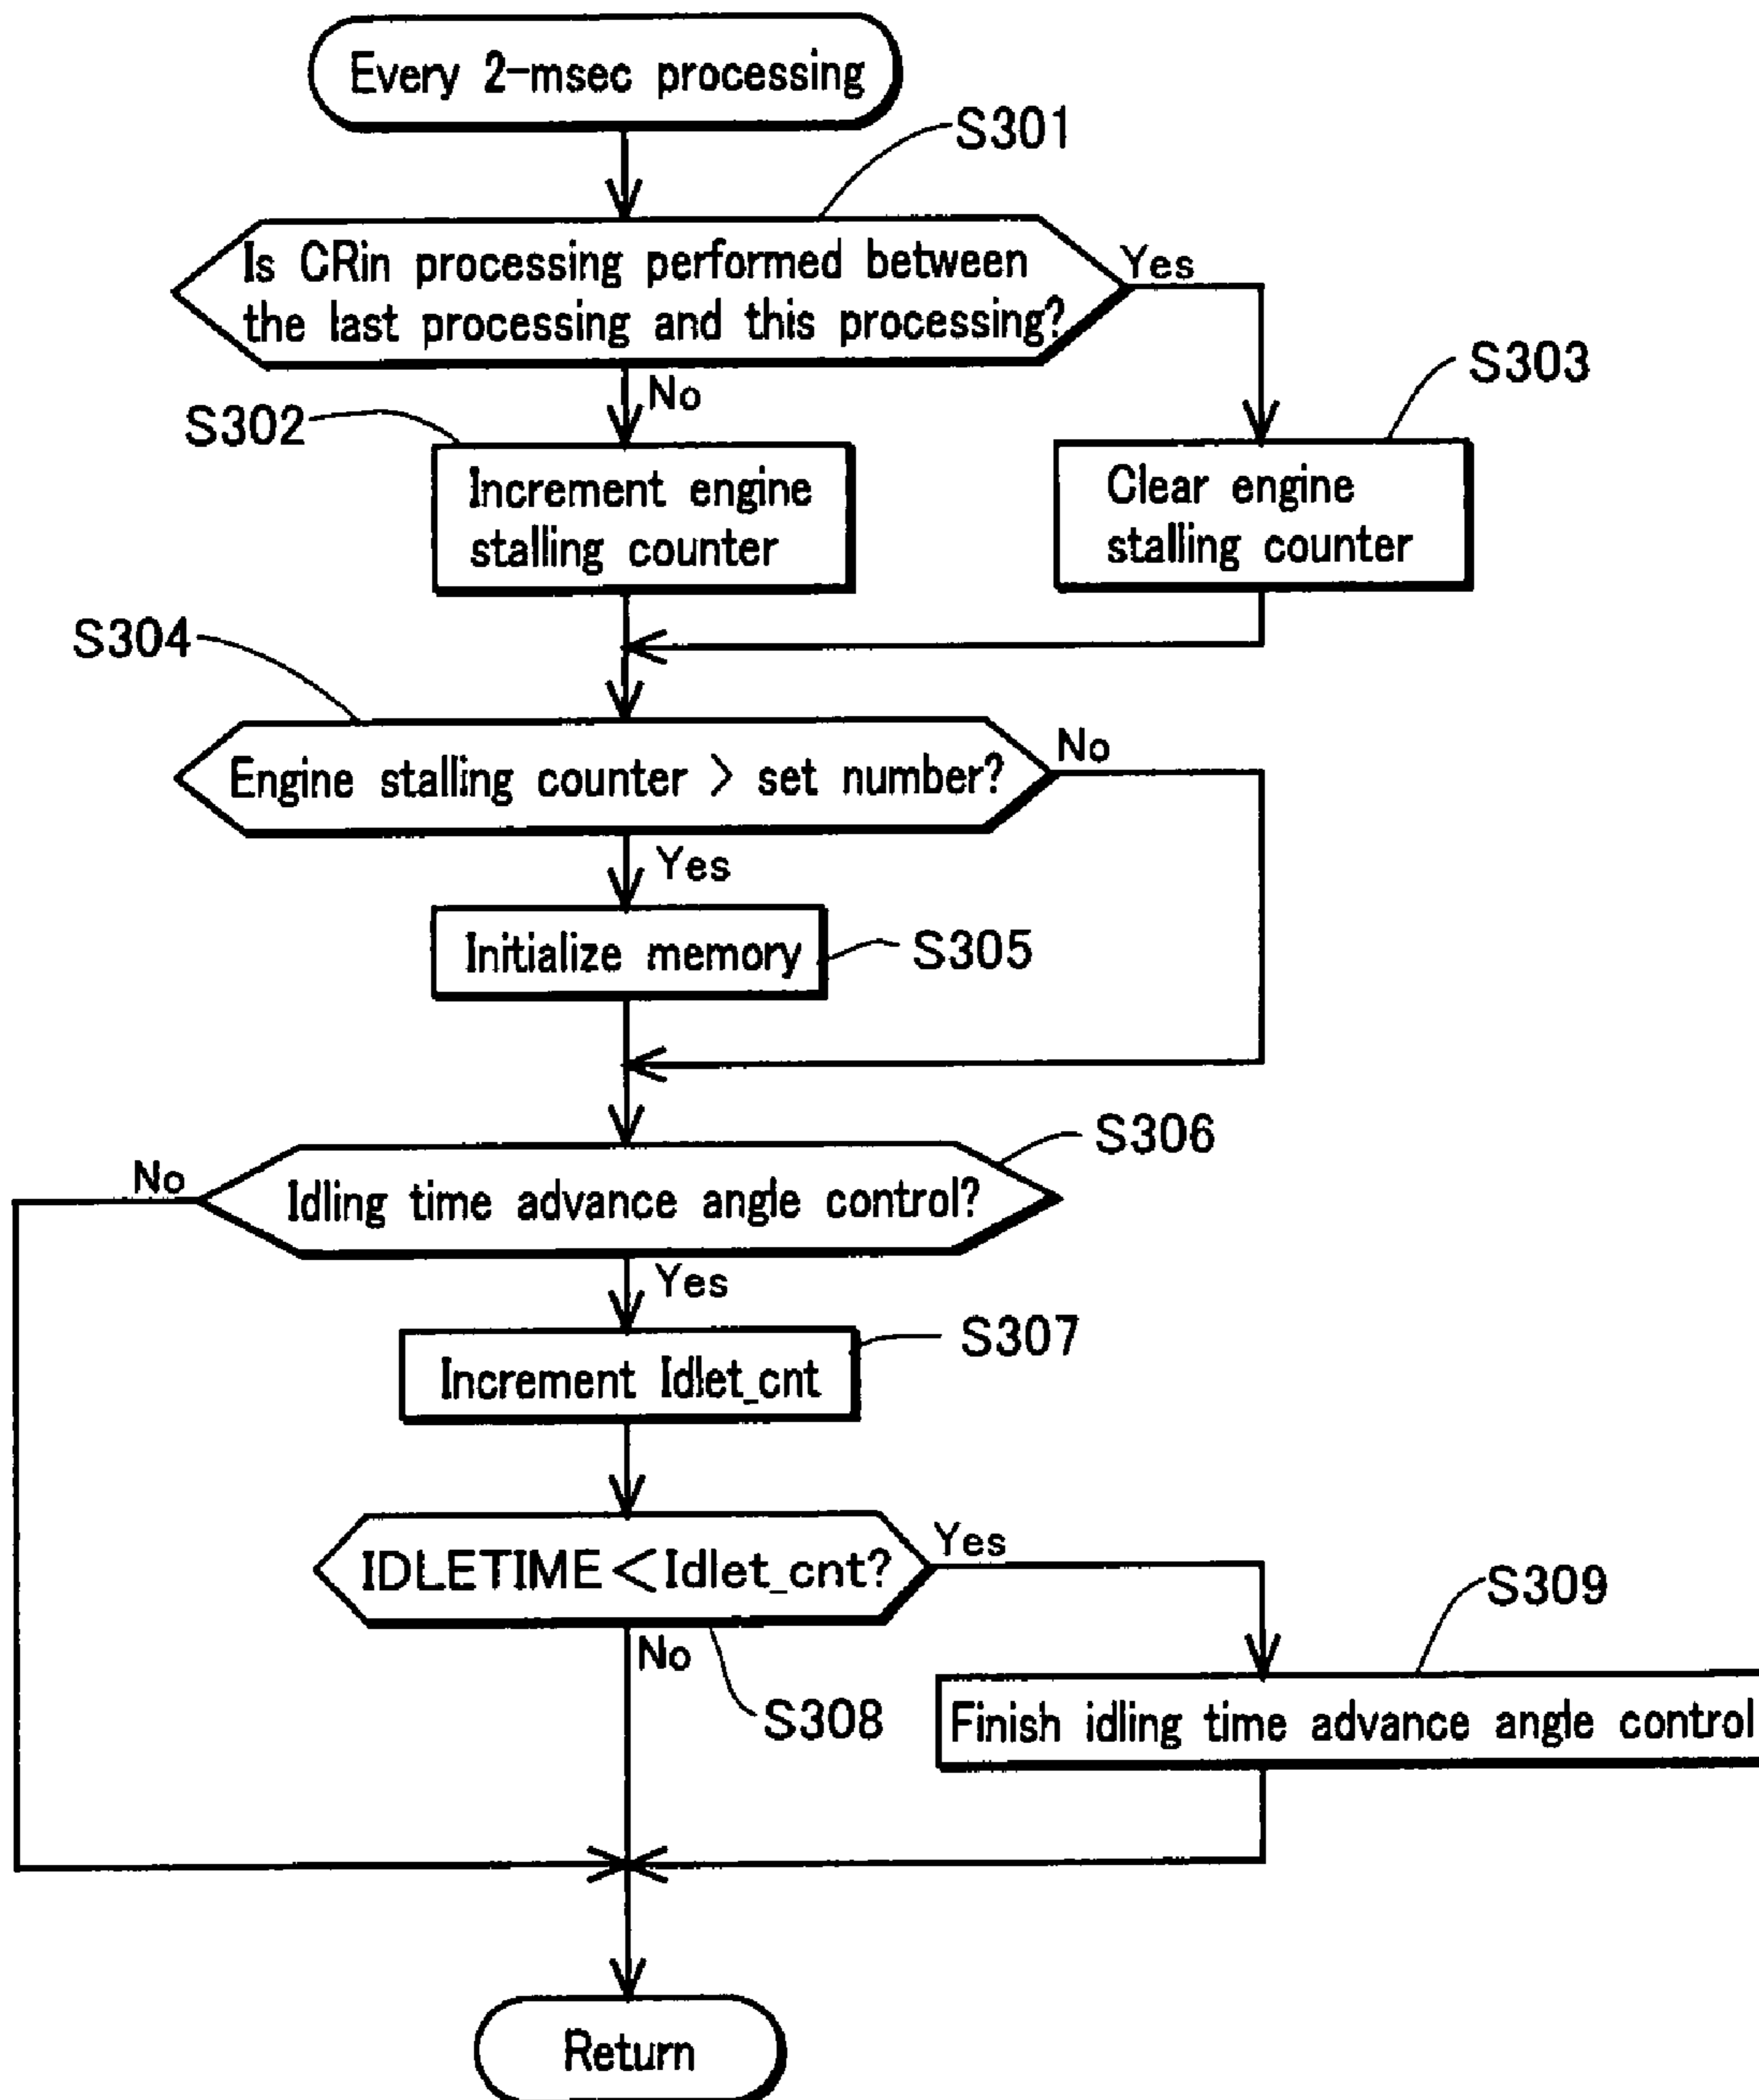 Every 2-msec processing
S301
Is CRin processing performed between
the last processing and this processing?
Yes
No
S302
S303
Increment engine
stalling counter
Clear engine
stalling counter
S304
Engine stalling counter > set number?
No
Yes
Initialize memory
S305
S306
No
Idling time advance angle control?
Yes
S307
Increment Idlet_cnt
IDLETIME<Idlet_cnt?
Yes
S309
No
S308
Finish idling time advance angle control
Return